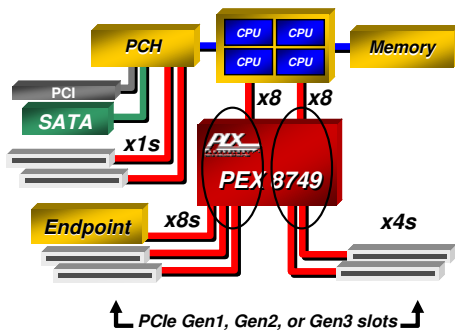 PCH
CPU CPU
CPU CPU
Memory
PCI
SATA
x8 x8
x1s
PLX
PEX 8749
Endpoint
x8s
x4s
PCIe Gen1, Gen2, or Gen3 slots